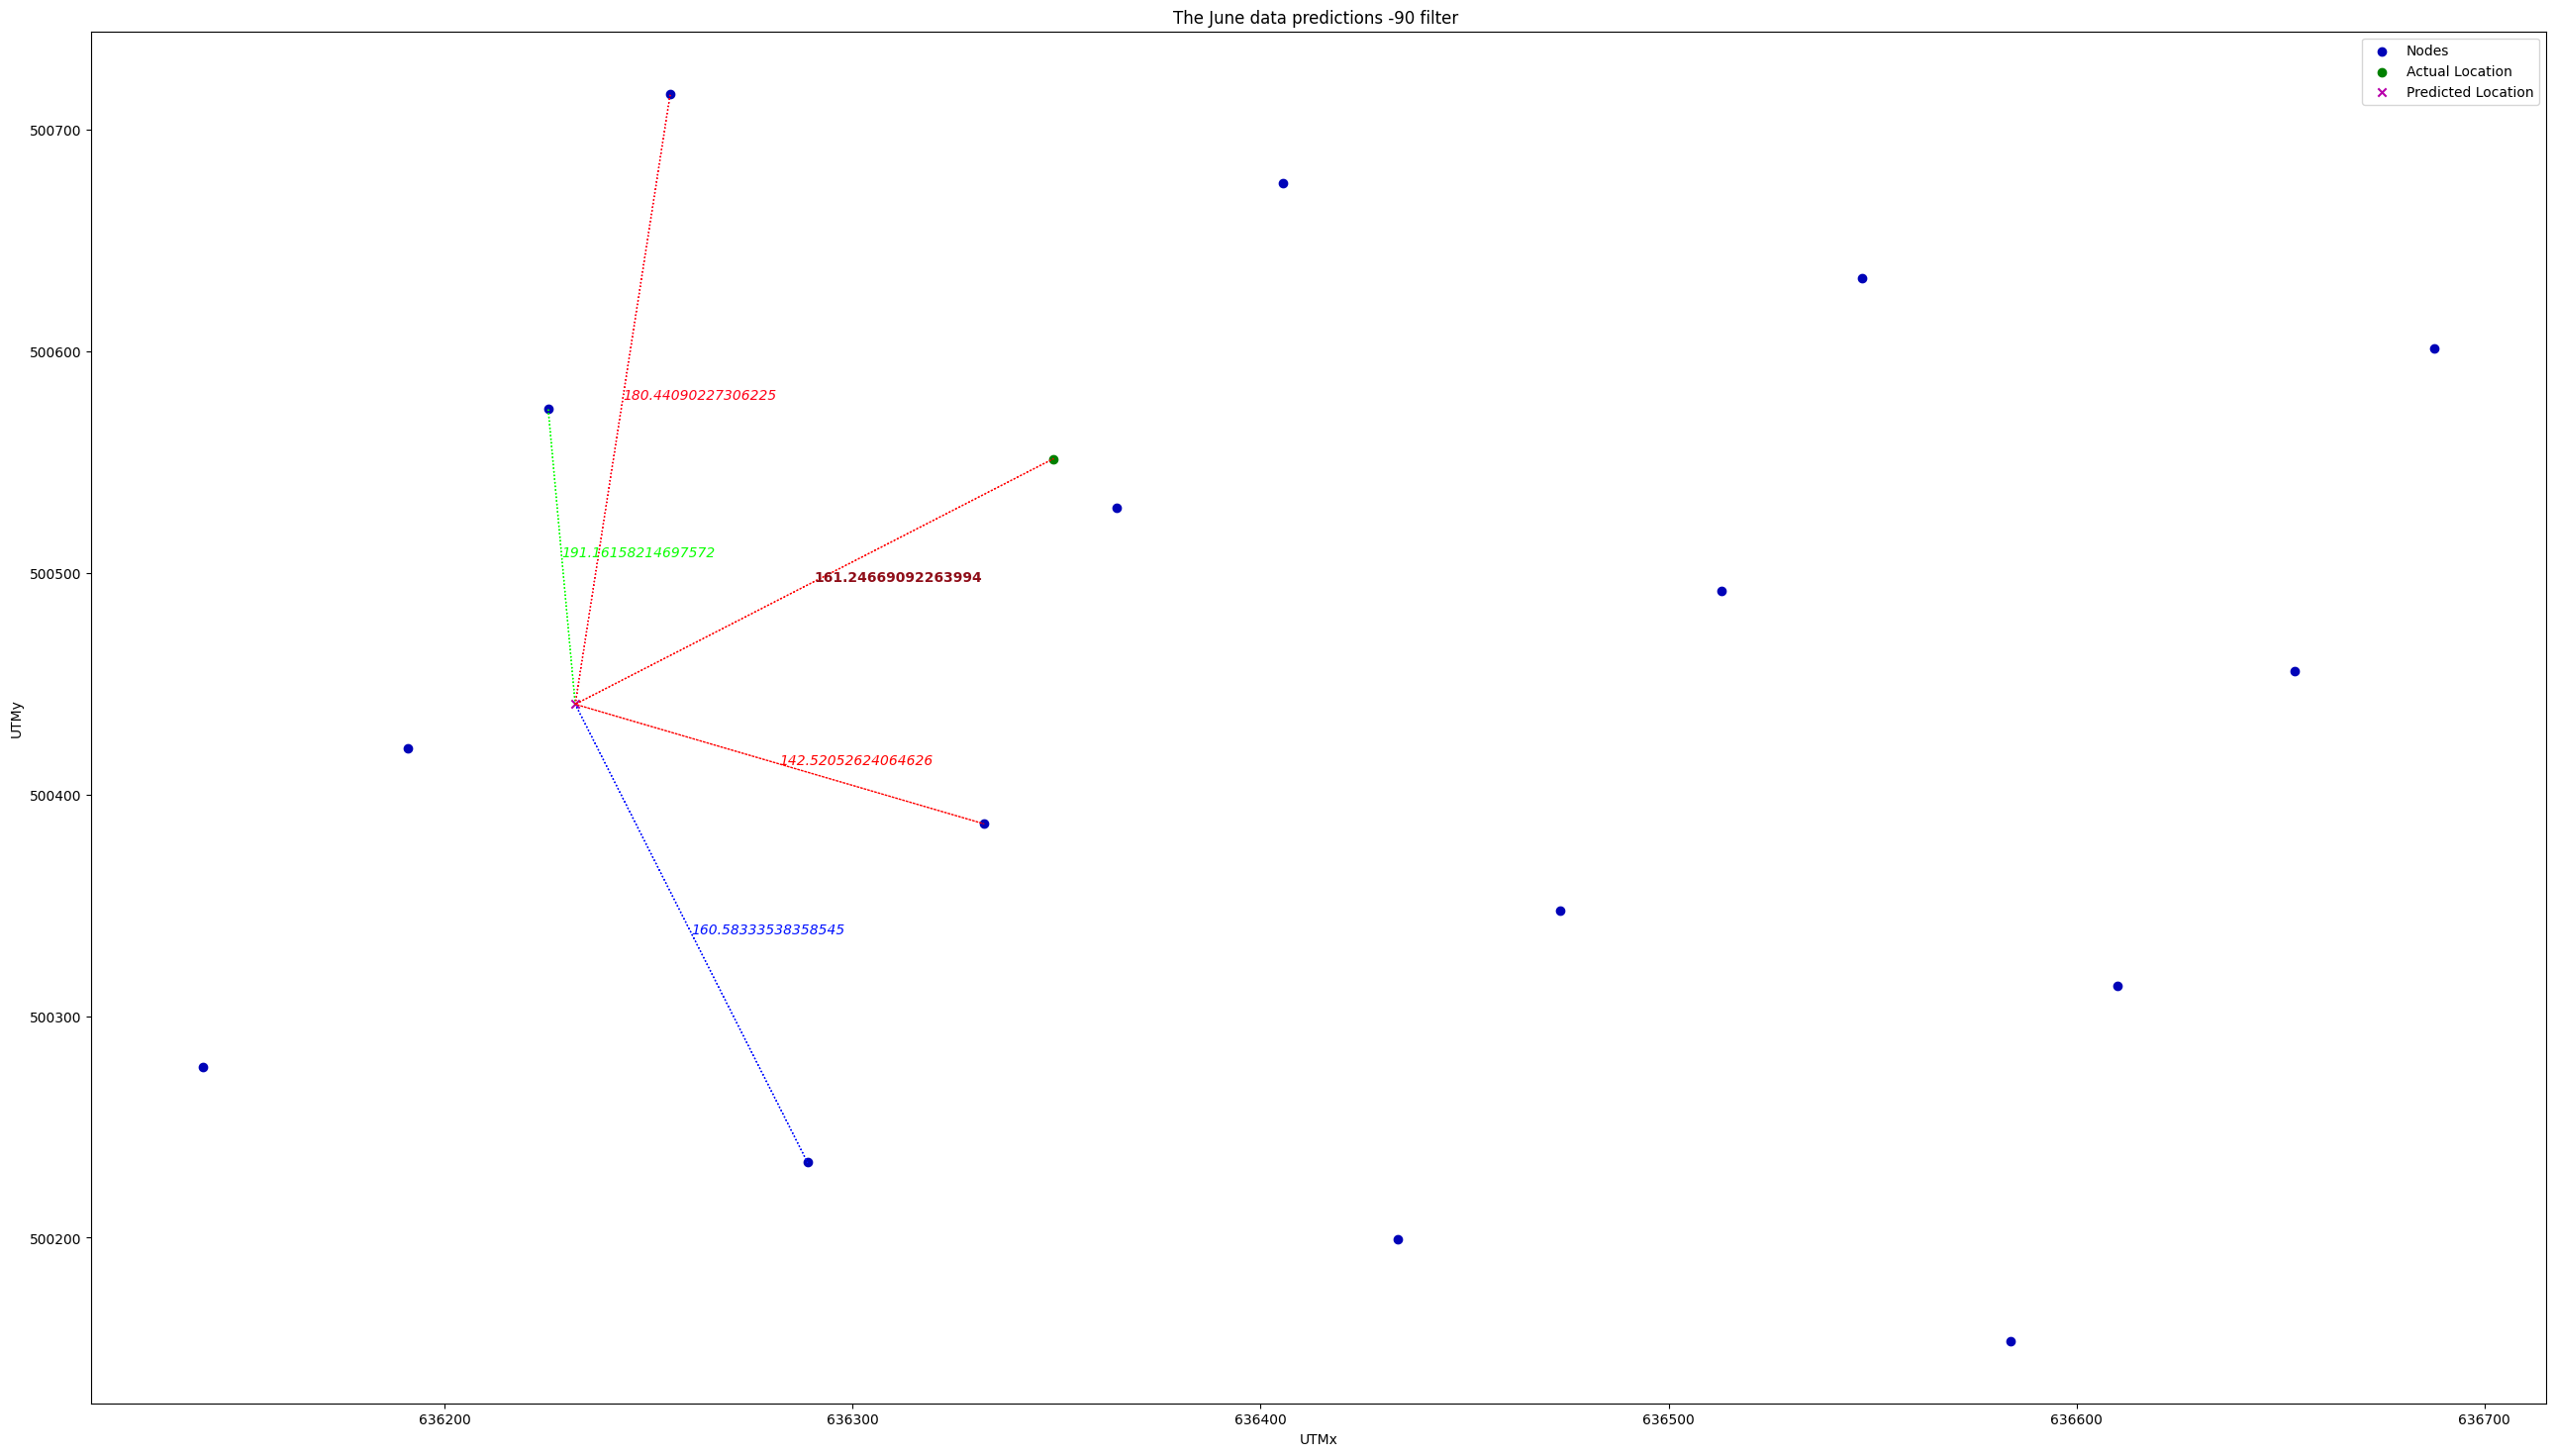 The June data predictions -90 filter
Nodes
Actual Location
Predicted Location
500700
500600
500500
500400
500300
500200
UTMy
180.44090227306225
191.16158214697572
161.24669092263994
142.52052624064626
160.58333538358545
636200
636300
636400
636500
636600
636700
UTMx